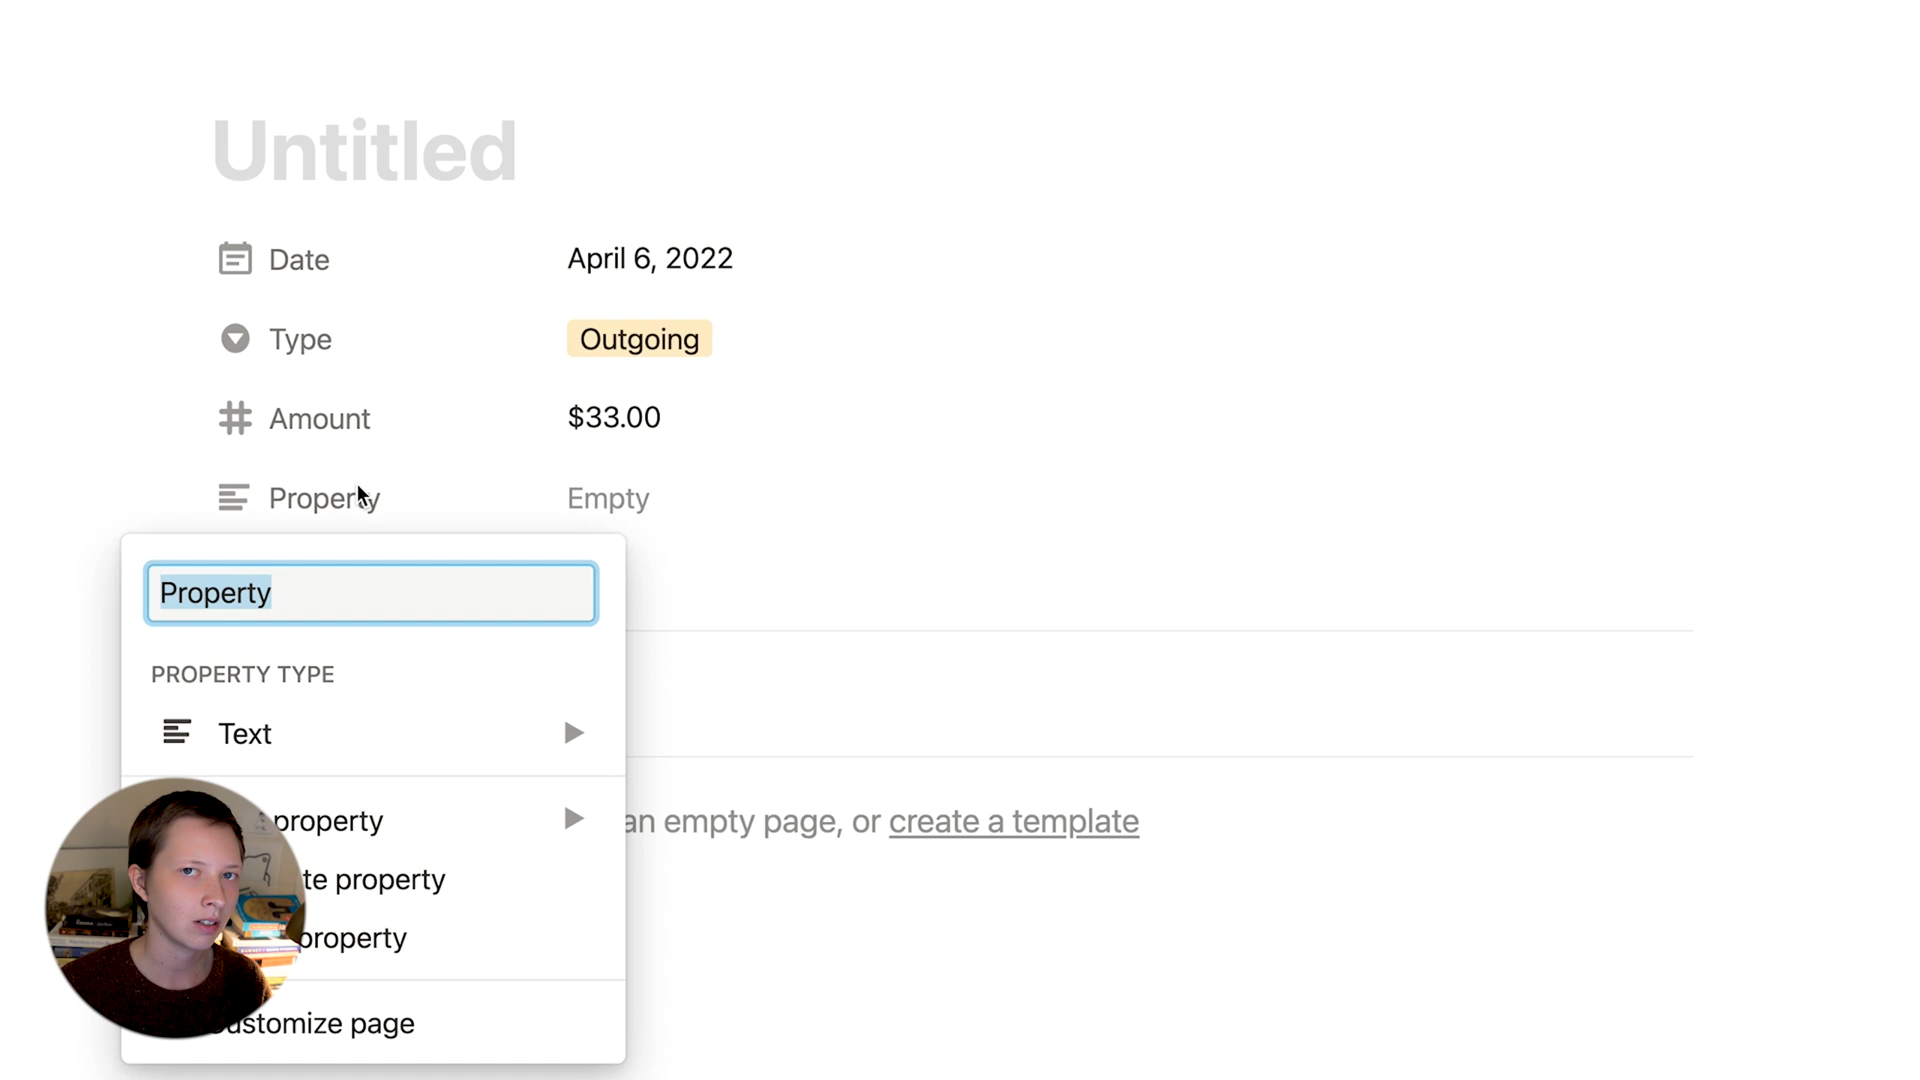 Untitled
Date April 6, 2022
Type Outgoing
Amount $33.00
Property Empty
Property
PROPERTY TYPE
Text
property
an empty page, or create a template
te property
property
ustomize page